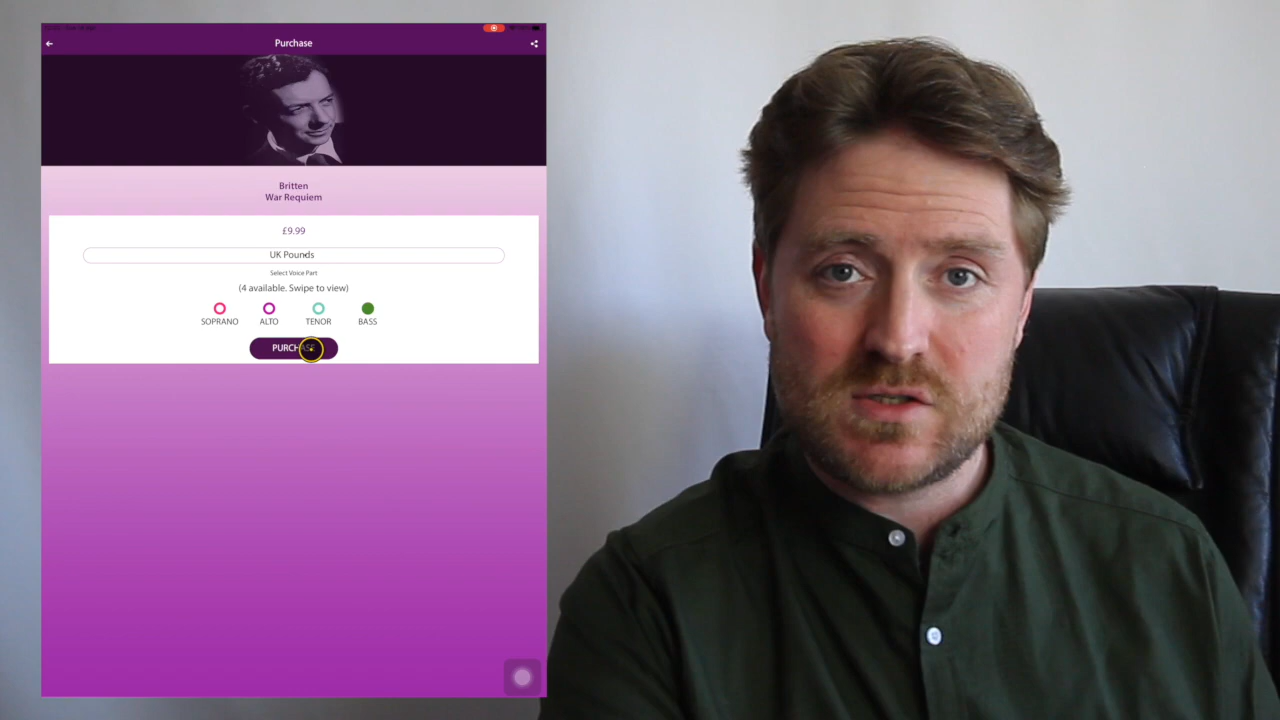 Purchase
Britten
War Requiem
£9.99
UK Pounds
Select Voice Part
(4 available. Swipe to view)
SOPRANO ALTO TENOR BASS
PURCHASE